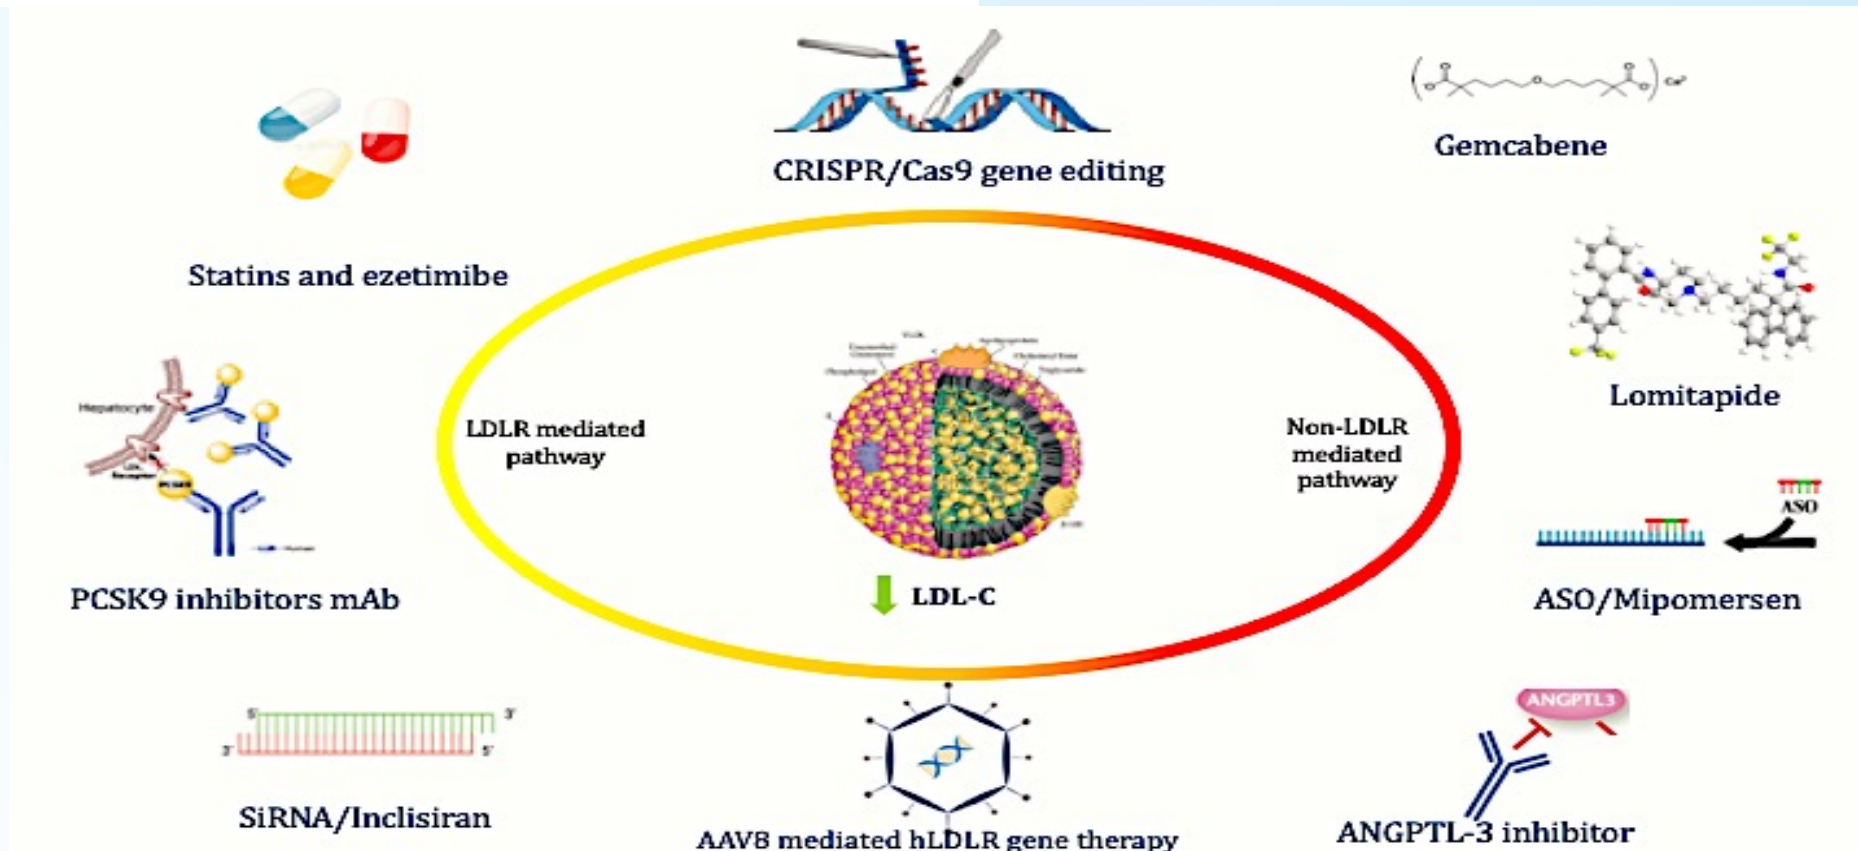 CRISPR/Cas9 gene editing
Gemcabene
Statins and ezetimibe
Lomitapide
Hepatocyte
LDLR mediated
pathway
Non-LDLR
mediated
pathway
Receptor
PCSK9
ASO
LDL-C
PCSK9 inhibitors mAb
ASO/Mipomersen
ANGPTL3
5' 3'
3' 5'
SiRNA/Inclisiran
AAV8 mediated hLDLR gene therapy
ANGPTL-3 inhibitor